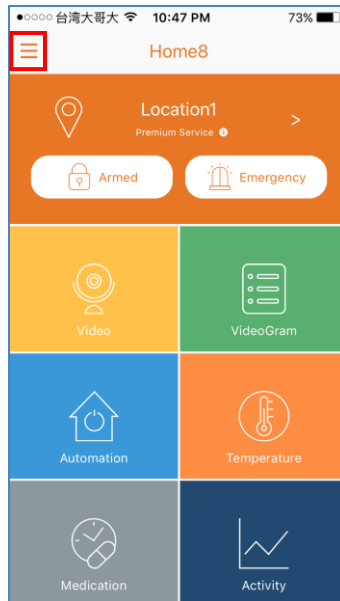 台湾大哥大 10:47 PM 73%
Home8
Location1
Premium Service
>
Armed Emergency
Video VideoGram
Automation Temperature
Medication Activity